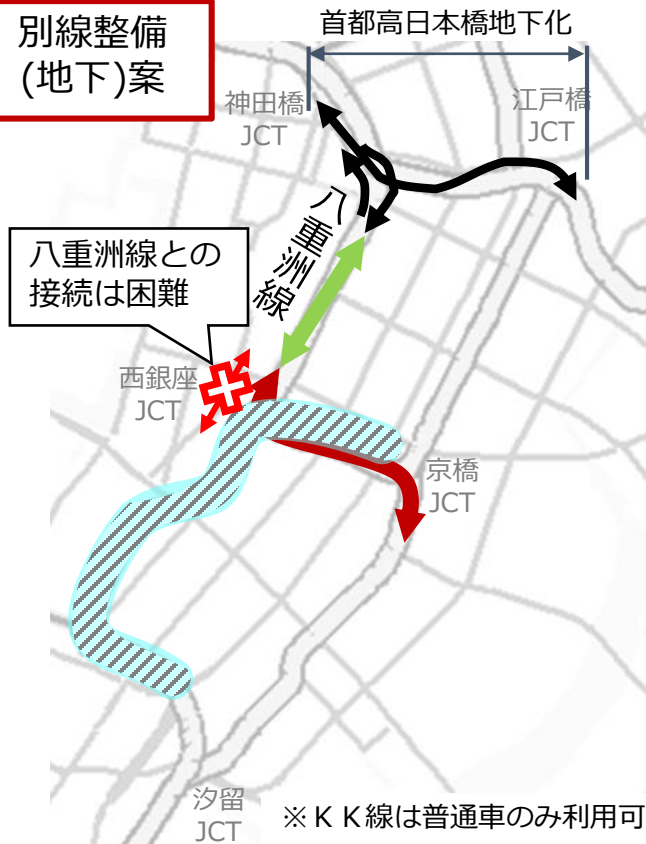 別線整備
(地下)案
首都高日本橋地下化
神田橋
JCT
江戸橋
JCT
八重洲線
八重洲線との
接続は困難
西銀座
JCT
京橋
JCT
汐留
JCT
※ＫＫ線は普通車のみ利用可